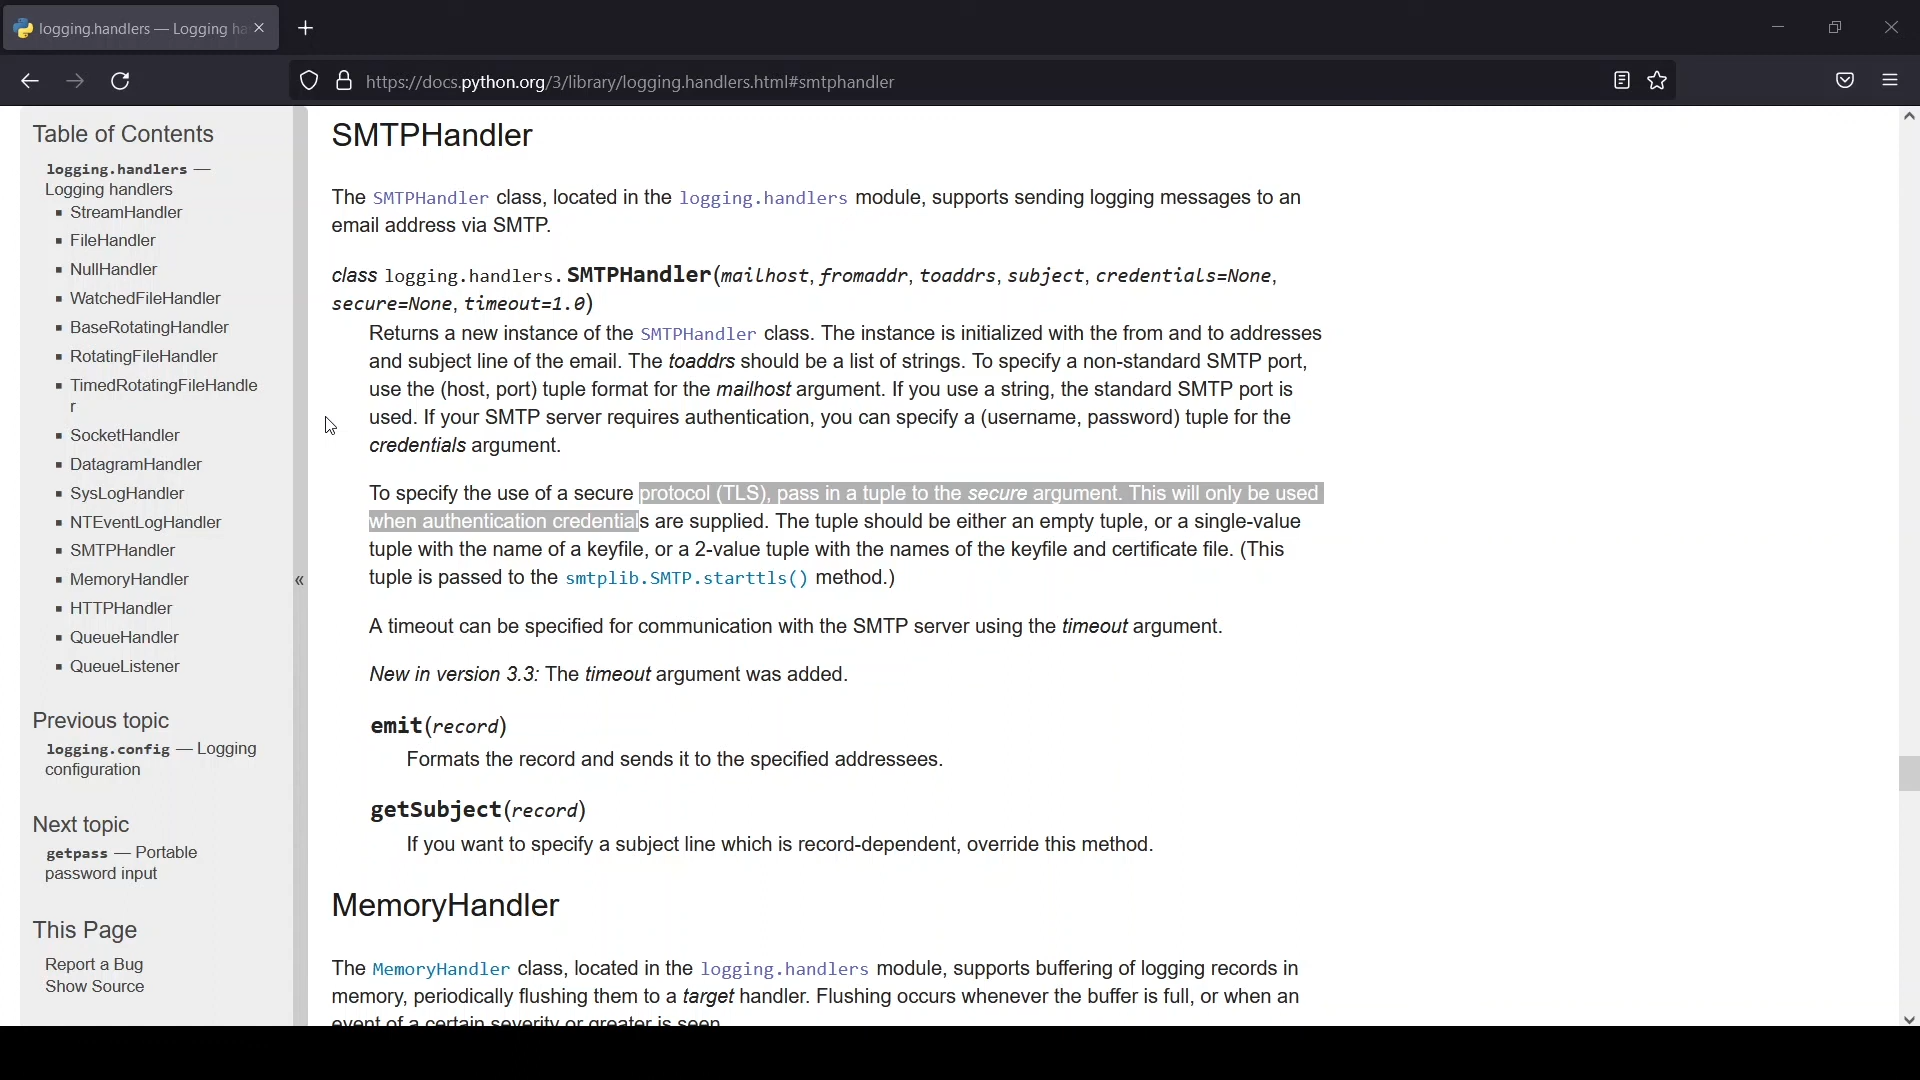 logging.handlers — Logging ha
https://docs.python.org/3/library/logging.handlers.html#smtphandler
Table of Contents
logging.handlers —
Logging handlers
StreamHandler
FileHandler
NullHandler
WatchedFileHandler
BaseRotatingHandler
RotatingFileHandler
TimedRotatingFileHandle
r
SocketHandler
DatagramHandler
SysLogHandler
NTEventLogHandler
SMTPHandler
MemoryHandler
HTTPHandler
QueueHandler
QueueListener
Previous topic
logging.config — Logging
configuration
Next topic
getpass — Portable
password input
This Page
Report a Bug
Show Source
«
SMTPHandler
The SMTPHandler class, located in the logging.handlers module, supports sending logging messages to an
email address via SMTP.
class logging.handlers.SMTPHandler(mailhost, fromaddr, toaddrs, subject, credentials=None,
secure=None, timeout=1.0)
Returns a new instance of the SMTPHandler class. The instance is initialized with the from and to addresses
and subject line of the email. The toaddrs should be a list of strings. To specify a non-standard SMTP port,
use the (host, port) tuple format for the mailhost argument. If you use a string, the standard SMTP port is
used. If your SMTP server requires authentication, you can specify a (username, password) tuple for the
credentials argument.
To specify the use of a secure protocol (TLS), pass in a tuple to the secure argument. This will only be used
when authentication credentials are supplied. The tuple should be either an empty tuple, or a single-value
tuple with the name of a keyfile, or a 2-value tuple with the names of the keyfile and certificate file. (This
tuple is passed to the smtplib.SMTP.starttls() method.)
A timeout can be specified for communication with the SMTP server using the timeout argument.
New in version 3.3: The timeout argument was added.
emit(record)
Formats the record and sends it to the specified addressees.
getSubject(record)
If you want to specify a subject line which is record-dependent, override this method.
MemoryHandler
The MemoryHandler class, located in the logging.handlers module, supports buffering of logging records in
memory, periodically flushing them to a target handler. Flushing occurs whenever the buffer is full, or when an
event of a certain severity or greater is seen.